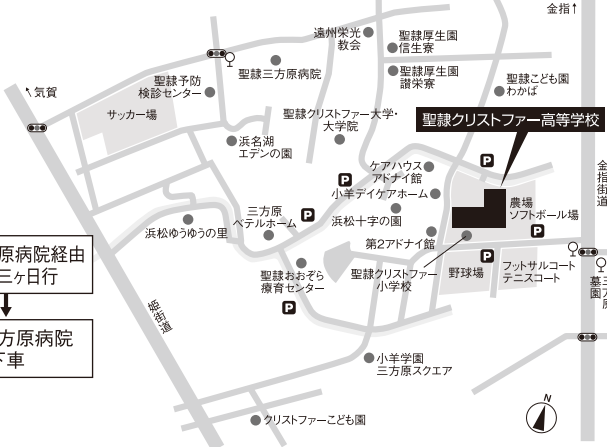 金指↑
遠州栄光
教会
聖隷厚生園
信生寮
聖隷厚生園
讃栄寮
聖隷三方原病院
↖気賀
聖隷予防
検診センター
サッカー場
聖隷こども園
わかば
聖隷クリストファー大学・
大学院
聖隷クリストファー高等学校
浜名湖
エデンの園
P
ケアハウス
アドナイ館
P
小羊デイケアホーム
金指街道
農場
ソフトボール場
P
三方原
ベテルホーム
P
浜松十字の園
浜松ゆうゆうの里
第2アドナイ館
原病院経由
三ヶ日行
聖隷おおぞら
療育センター
聖隷クリストファー
小学校
野球場
P
フットサルコート
テニスコート
墓園
P
姫街道
方原病院
下車
小羊学園
三方原スクエア
クリストファーこども園
N